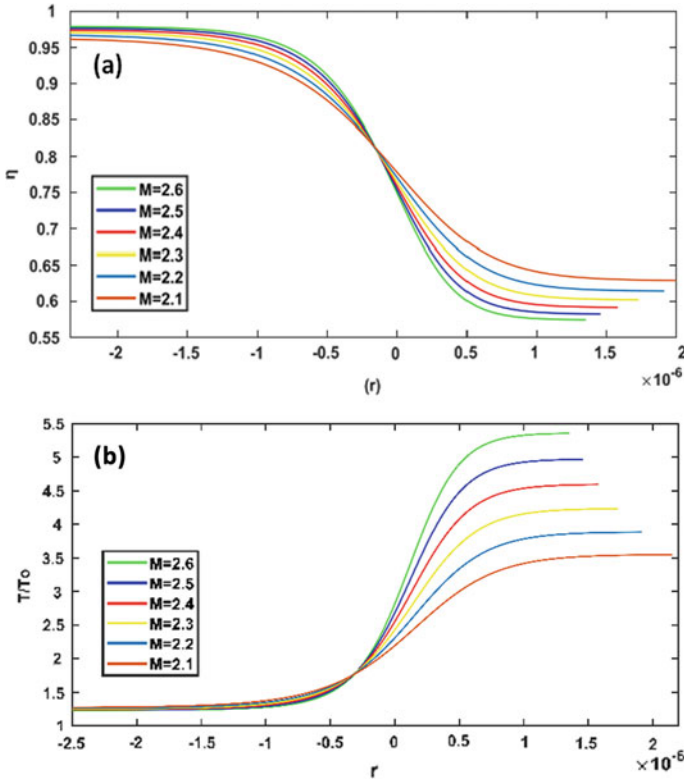 1
0.95
(a)
0.9
0.85
0.8
η
0.75
M=2.6
M=2.5
0.7
M=2.4
M=2.3
0.65
M=2.2
M=2.1
0.6
0.55
-2 -1.5 -1 -0.5 0 0.5 1 1.5 2
(r) ×10⁻⁶
5.5
(b)
5
4.5
4
3.5
T/To
M=2.6
3
M=2.5
M=2.4
2.5
M=2.3
M=2.2
2
M=2.1
1.5
1
-2.5 -2 -1.5 -1 -0.5 0 0.5 1 1.5 2
r ×10⁻⁶